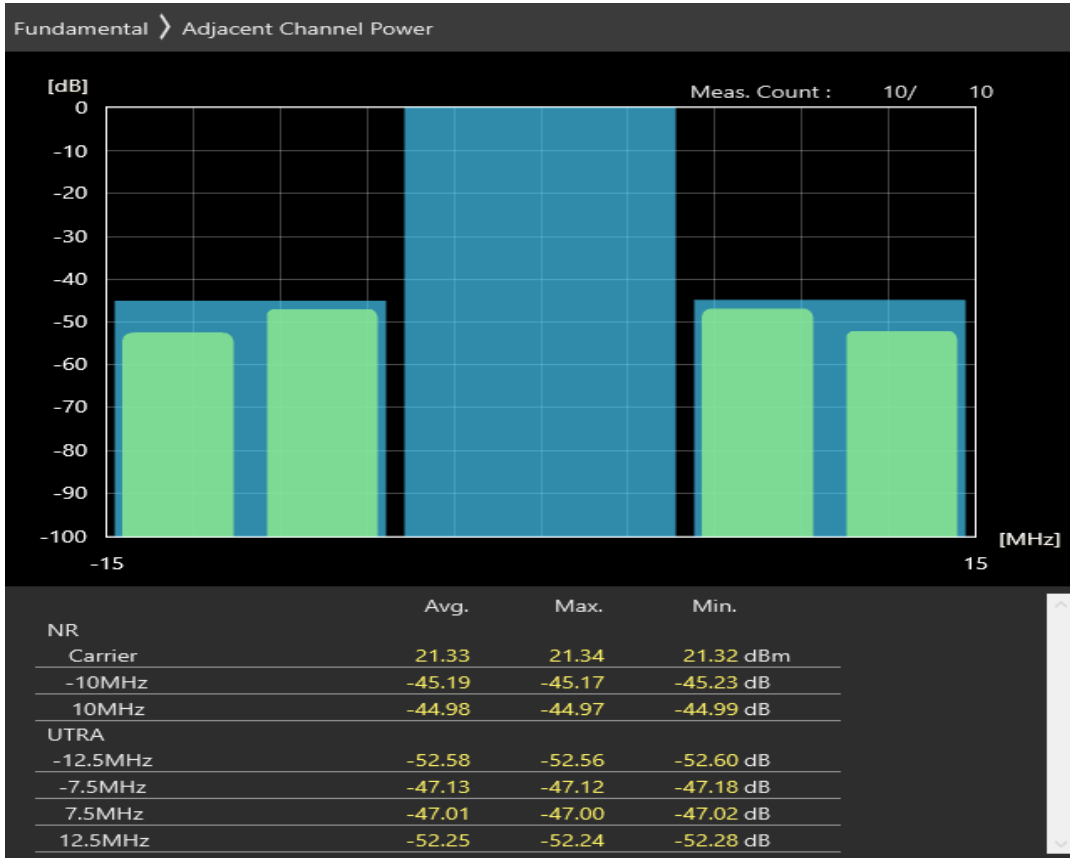 Fundamental 〉 Adjacent Channel Power
[dB]
Meas. Count : 10/ 10
0
-10
-20
-30
-40
-50
-60
-70
-80
-90
-100
[MHz]
-15 15
Avg. Max. Min.
NR
Carrier 21.33 21.34 21.32 dBm
-10MHz -45.19 -45.17 -45.23 dB
10MHz -44.98 -44.97 -44.99 dB
UTRA
-12.5MHz -52.58 -52.56 -52.60 dB
-7.5MHz -47.13 -47.12 -47.18 dB
7.5MHz -47.01 -47.00 -47.02 dB
12.5MHz -52.25 -52.24 -52.28 dB